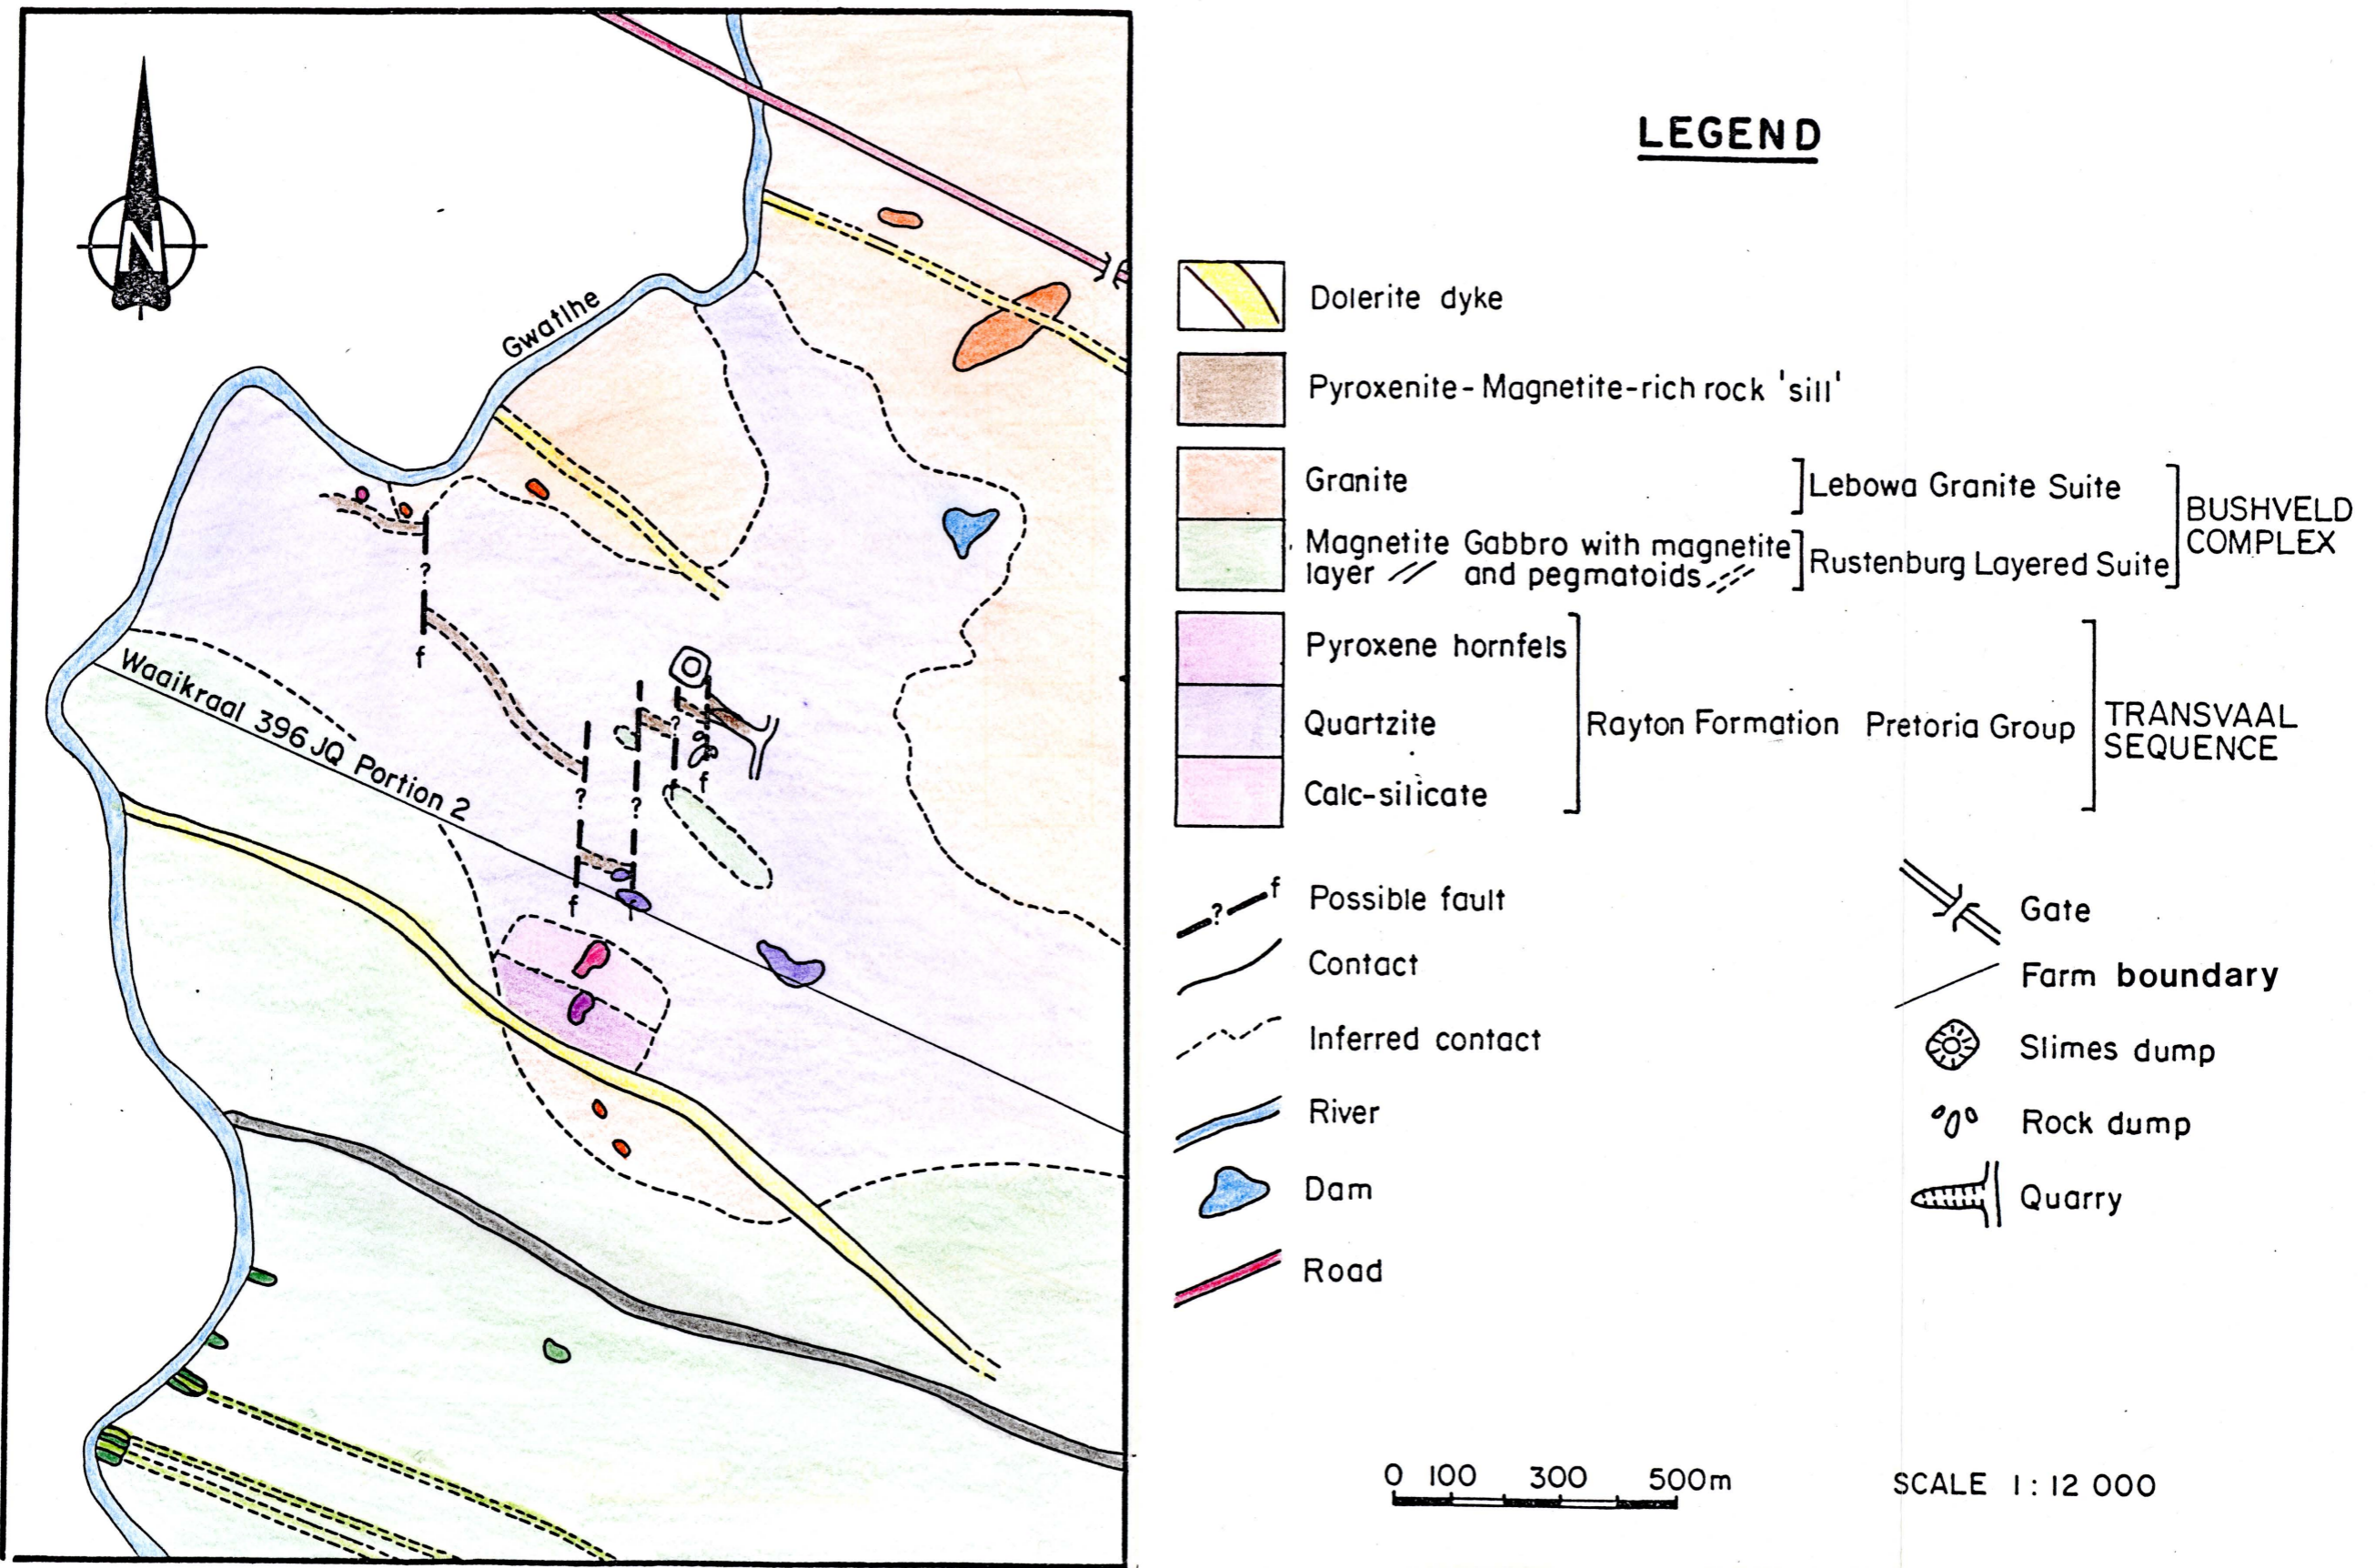 N
Gwatlhe
?
f
Waaikraal 396 JQ Portion 2
?
?
?
f
f
f
f
LEGEND
Dolerite dyke
Pyroxenite-Magnetite-rich rock 'sill'
Granite
Lebowa Granite Suite
Magnetite layer
Gabbro with magnetite and pegmatoids
Rustenburg Layered Suite
BUSHVELD
COMPLEX
Pyroxene hornfels
Quartzite
Calc-silicate
Rayton Formation
Pretoria Group
TRANSVAAL
SEQUENCE
? f
Possible fault
Contact
Inferred contact
River
Dam
Road
Gate
Farm boundary
Slimes dump
Rock dump
Quarry
0 100 300 500m
SCALE 1:12 000